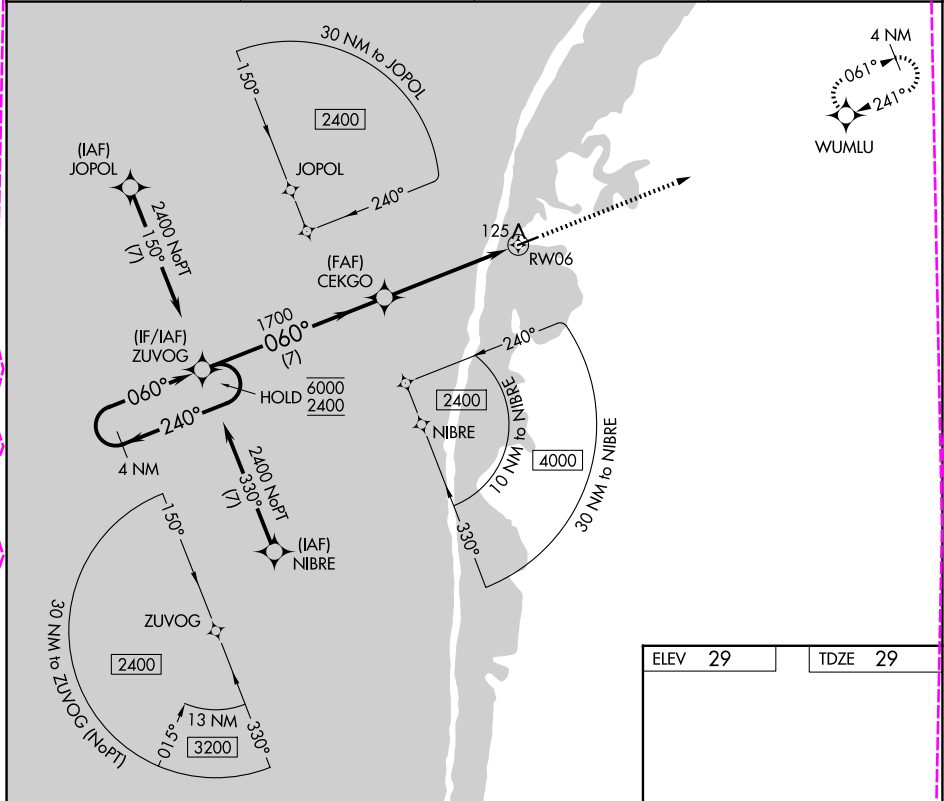 30 NM to JOPOL
150°
2400
JOPOL
240°
4 NM
061°
241°
WUMLU
(IAF)
JOPOL
2400 NoPT
150°
(7)
125
RW06
(FAF)
CEKGO
1700
060°
(7)
(IF/IAF)
ZUVOG
060°
240°
4 NM
HOLD
6000
2400
240°
2400
NIBRE
10 NM to NIBRE
4000
30 NM to NIBRE
330°
2400 NoPT
330°
(7)
(IAF)
NIBRE
150°
ZUVOG
30 NM to ZUVOG (NoPT)
2400
015°
13 NM
3200
330°
ELEV 29
TDZE 29